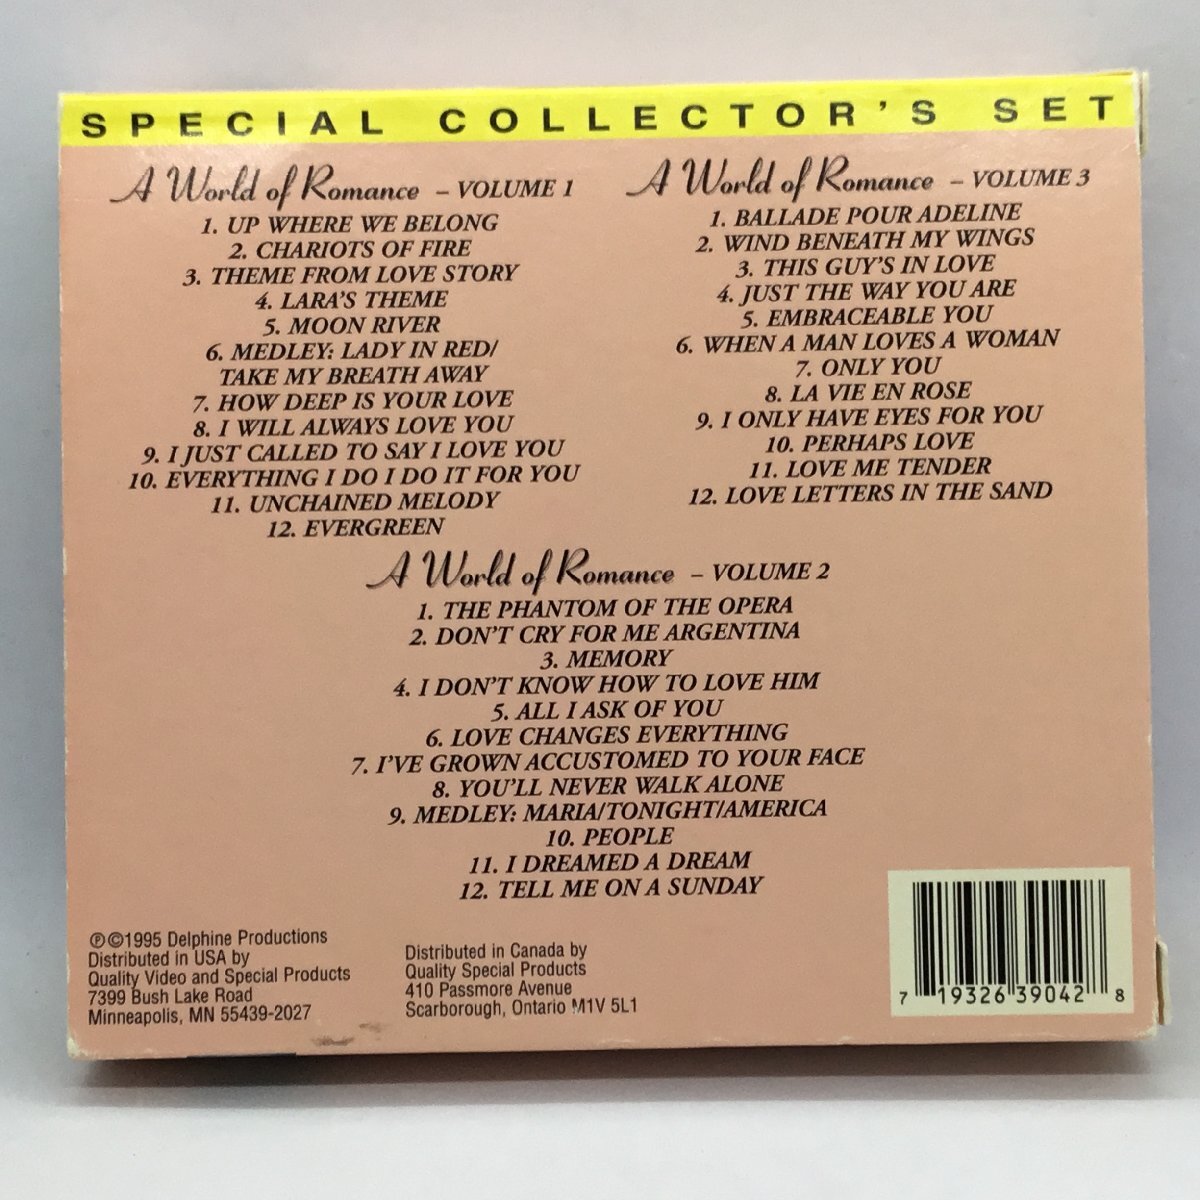 SPECIAL COLLECTOR'S SET
A World of Romance – VOLUME 1
1. UP WHERE WE BELONG
2. CHARIOTS OF FIRE
3. THEME FROM LOVE STORY
4. LARA'S THEME
5. MOON RIVER
6. MEDLEY: LADY IN RED/
TAKE MY BREATH AWAY
7. HOW DEEP IS YOUR LOVE
8. I WILL ALWAYS LOVE YOU
9. I JUST CALLED TO SAY I LOVE YOU
10. EVERYTHING I DO I DO IT FOR YOU
11. UNCHAINED MELODY
12. EVERGREEN
A World of Romance – VOLUME 3
1. BALLADE POUR ADELINE
2. WIND BENEATH MY WINGS
3. THIS GUY'S IN LOVE
4. JUST THE WAY YOU ARE
5. EMBRACEABLE YOU
6. WHEN A MAN LOVES A WOMAN
7. ONLY YOU
8. LA VIE EN ROSE
9. I ONLY HAVE EYES FOR YOU
10. PERHAPS LOVE
11. LOVE ME TENDER
12. LOVE LETTERS IN THE SAND
A World of Romance – VOLUME 2
1. THE PHANTOM OF THE OPERA
2. DON'T CRY FOR ME ARGENTINA
3. MEMORY
4. I DON'T KNOW HOW TO LOVE HIM
5. ALL I ASK OF YOU
6. LOVE CHANGES EVERYTHING
7. I'VE GROWN ACCUSTOMED TO YOUR FACE
8. YOU'LL NEVER WALK ALONE
9. MEDLEY: MARIA/TONIGHT/AMERICA
10. PEOPLE
11. I DREAMED A DREAM
12. TELL ME ON A SUNDAY
℗©1995 Delphine Productions
Distributed in USA by
Quality Video and Special Products
7399 Bush Lake Road
Minneapolis, MN 55439-2027
Distributed in Canada by
Quality Special Products
410 Passmore Avenue
Scarborough, Ontario M1V 5L1
7 19326 39042 8